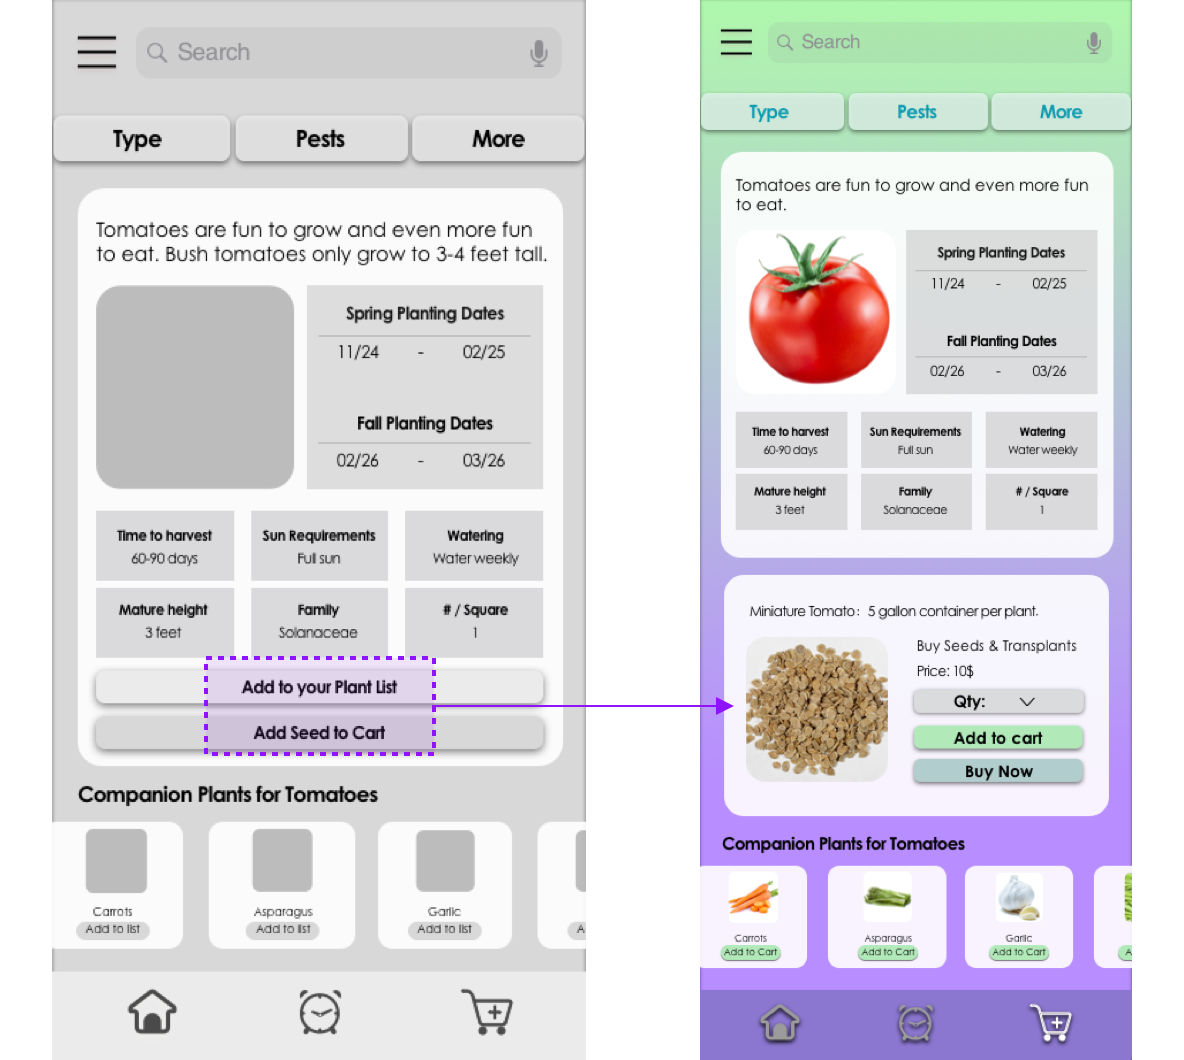 Search
Type
Pests
More
Tomatoes are fun to grow and even more fun
to eat. Bush tomatoes only grow to 3-4 feet tall.
Spring Planting Dates
11/24 - 02/25
Fall Planting Dates
02/26 - 03/26
Time to harvest
60-90 days
Sun Requirements
Full sun
Watering
Water weekly
Mature height
3 feet
Family
Solanaceae
# / Square
1
Add to your Plant List
Add Seed to Cart
Companion Plants for Tomatoes
Carrots
Add to list
Asparagus
Add to list
Garlic
Add to list
A
Search
Type
Pests
More
Tomatoes are fun to grow and even more fun
to eat.
Spring Planting Dates
11/24 - 02/25
Fall Planting Dates
02/26 - 03/26
Time to harvest
60-90 days
Sun Requirements
Full sun
Watering
Water weekly
Mature height
3 feet
Family
Solanaceae
# / Square
1
Miniature Tomato: 5 gallon container per plant.
Buy Seeds & Transplants
Price: 10$
Qty:
Add to cart
Buy Now
Companion Plants for Tomatoes
Carrots
Add to Cart
Asparagus
Add to Cart
Garlic
Add to Cart
A